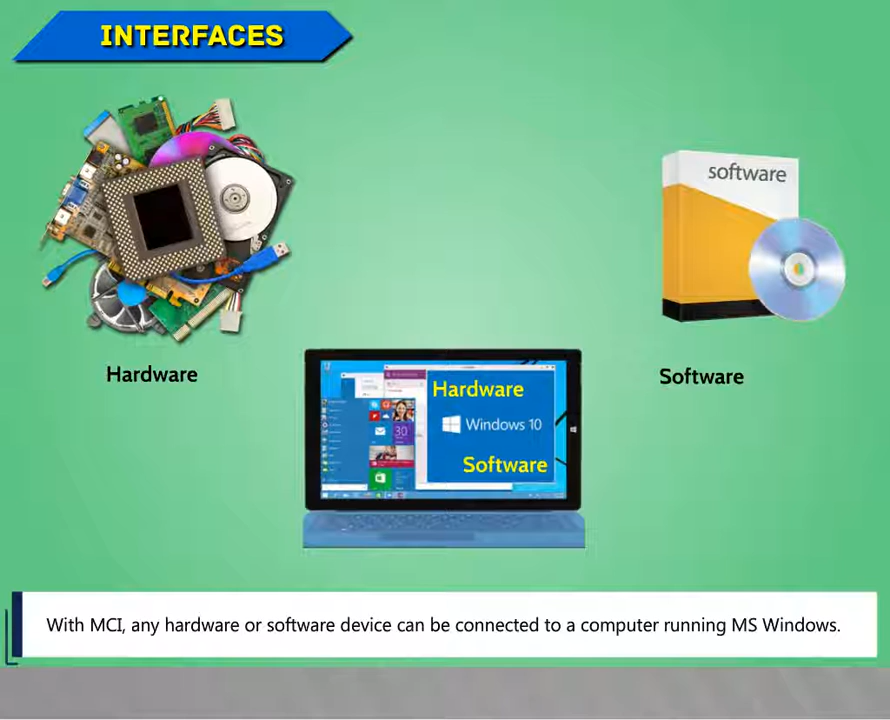 INTERFACES
software
Hardware
Software
Hardware
Windows 10
Software
30
With MCI, any hardware or software device can be connected to a computer running MS Windows.